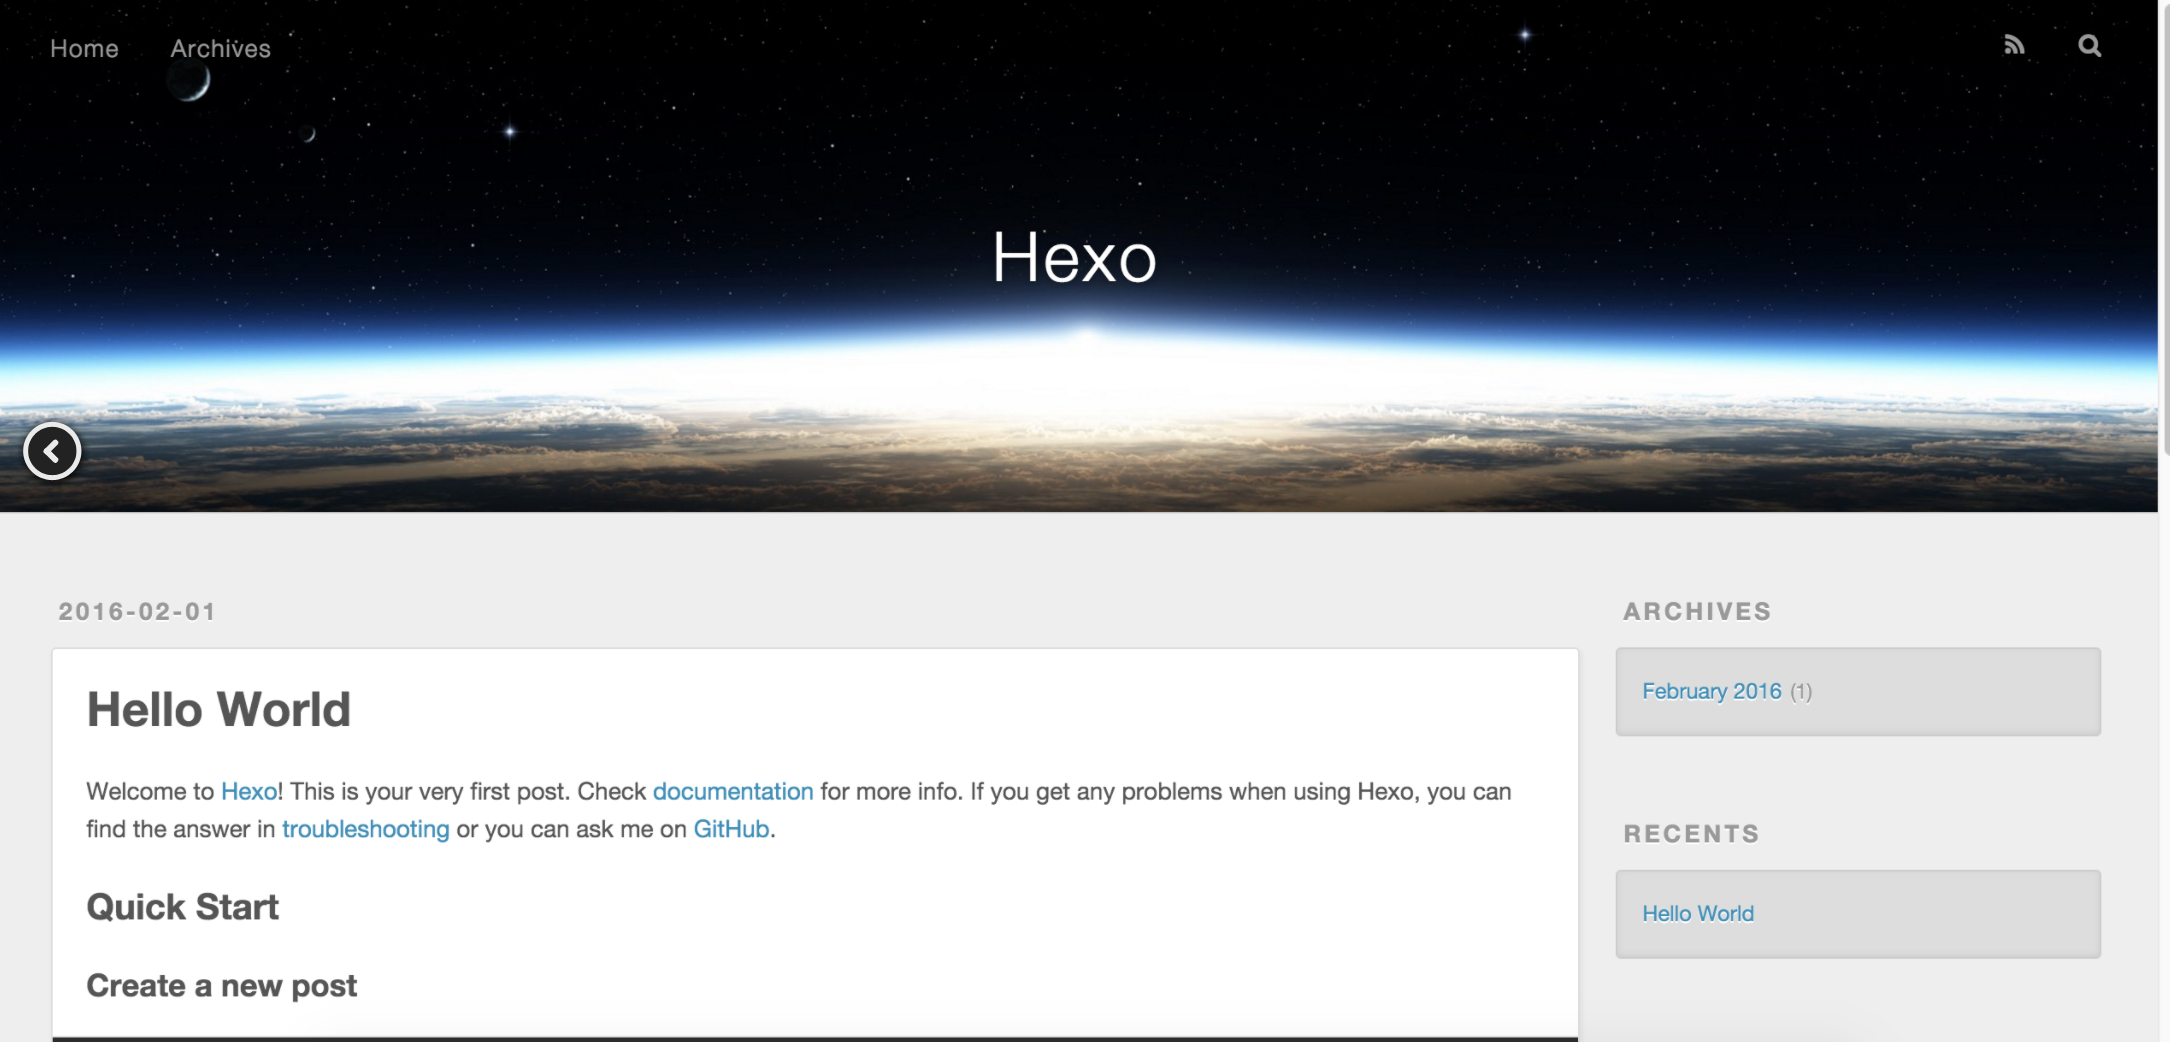 Home Archives
Hexo
2016-02-01
Hello World
Welcome to Hexo! This is your very first post. Check documentation for more info. If you get any problems when using Hexo, you can
find the answer in troubleshooting or you can ask me on GitHub.
Quick Start
Create a new post
ARCHIVES
February 2016 (1)
RECENTS
Hello World